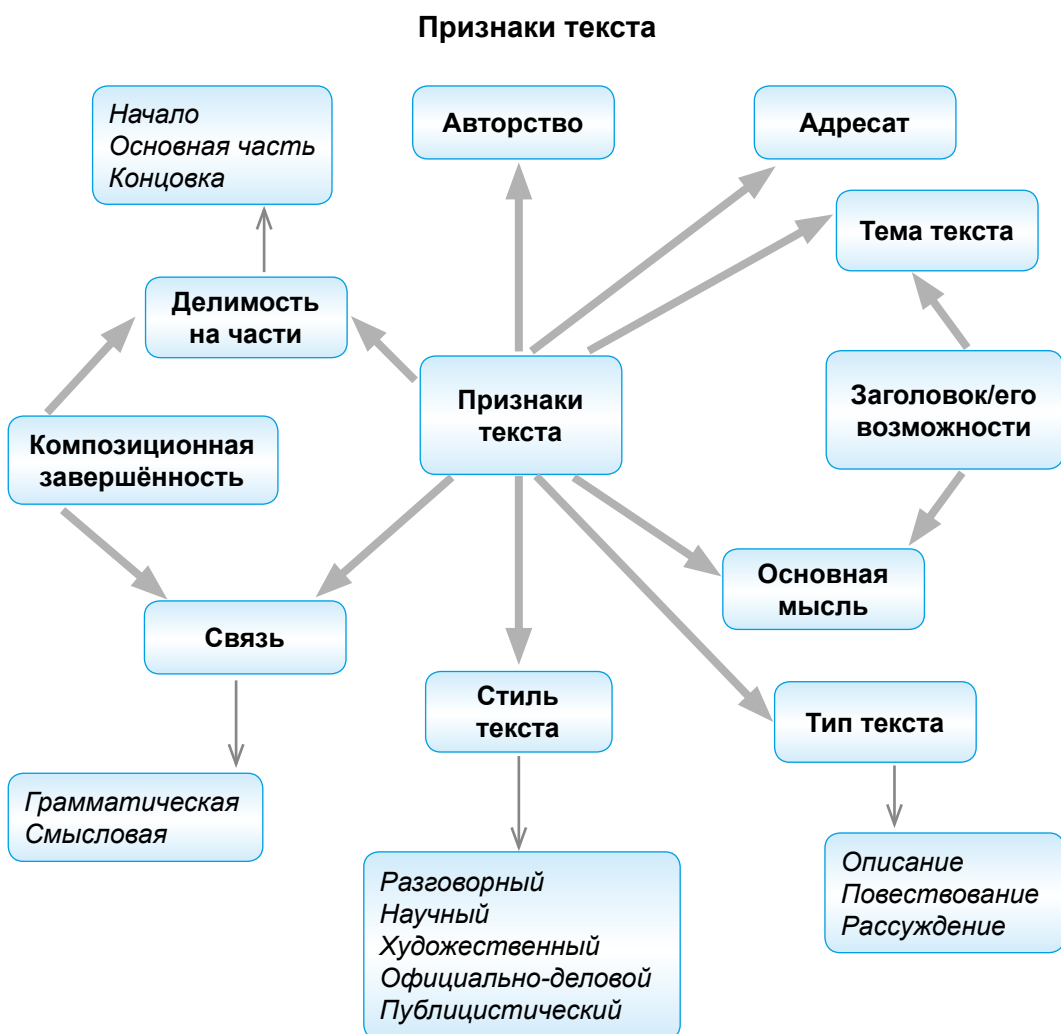 Признаки текста
Начало
Основная часть
Концовка
Авторство
Адресат
Тема текста
Делимость
на части
Признаки
текста
Заголовок/его
возможности
Композиционная
завершённость
Основная
мысль
Связь
Стиль
текста
Тип текста
Грамматическая
Смысловая
Разговорный
Научный
Художественный
Официально-деловой
Публицистический
Описание
Повествование
Рассуждение